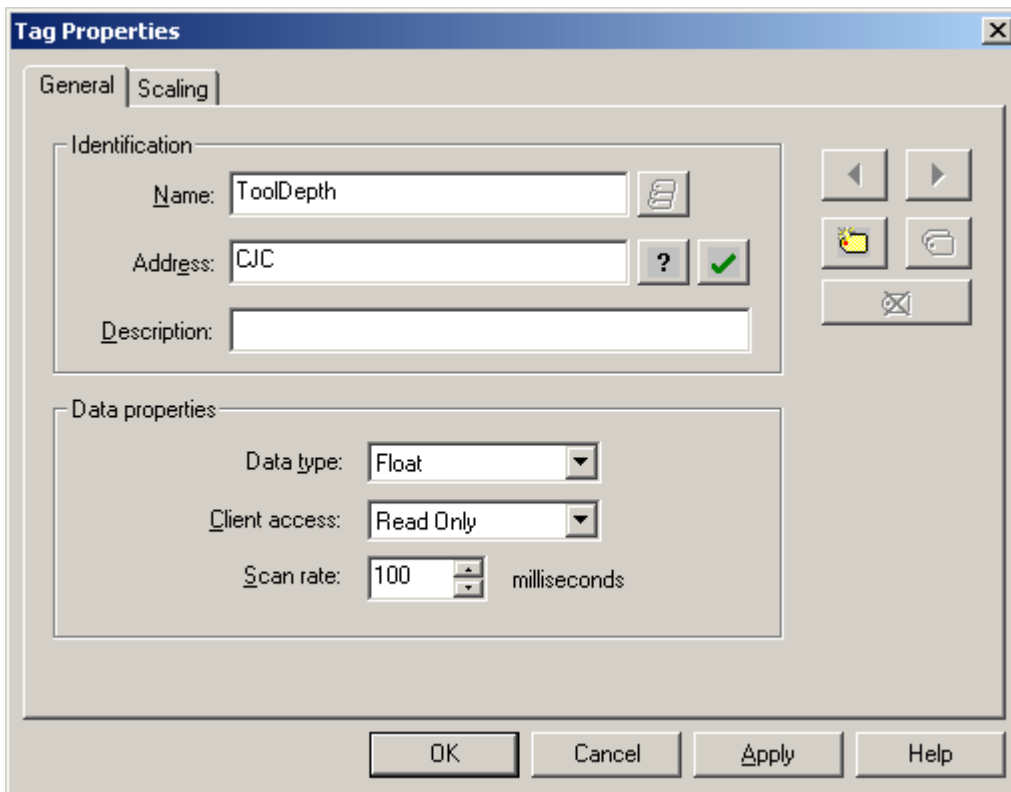 Tag Properties
General
Scaling
Identification
Name: ToolDepth
Address: CJC ?
Description:
Data properties
Data type: Float
Client access: Read Only
Scan rate: 100 milliseconds
OK Cancel Apply Help